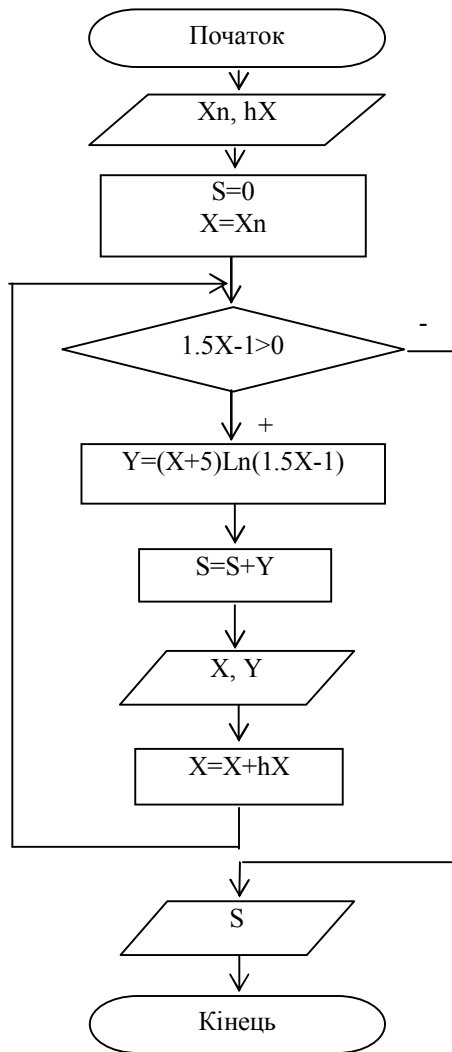 Початок
Xn, hX
S=0
X=Xn
1.5X-1>0
-
+
Y=(X+5)Ln(1.5X-1)
S=S+Y
X, Y
X=X+hX
S
Кінець